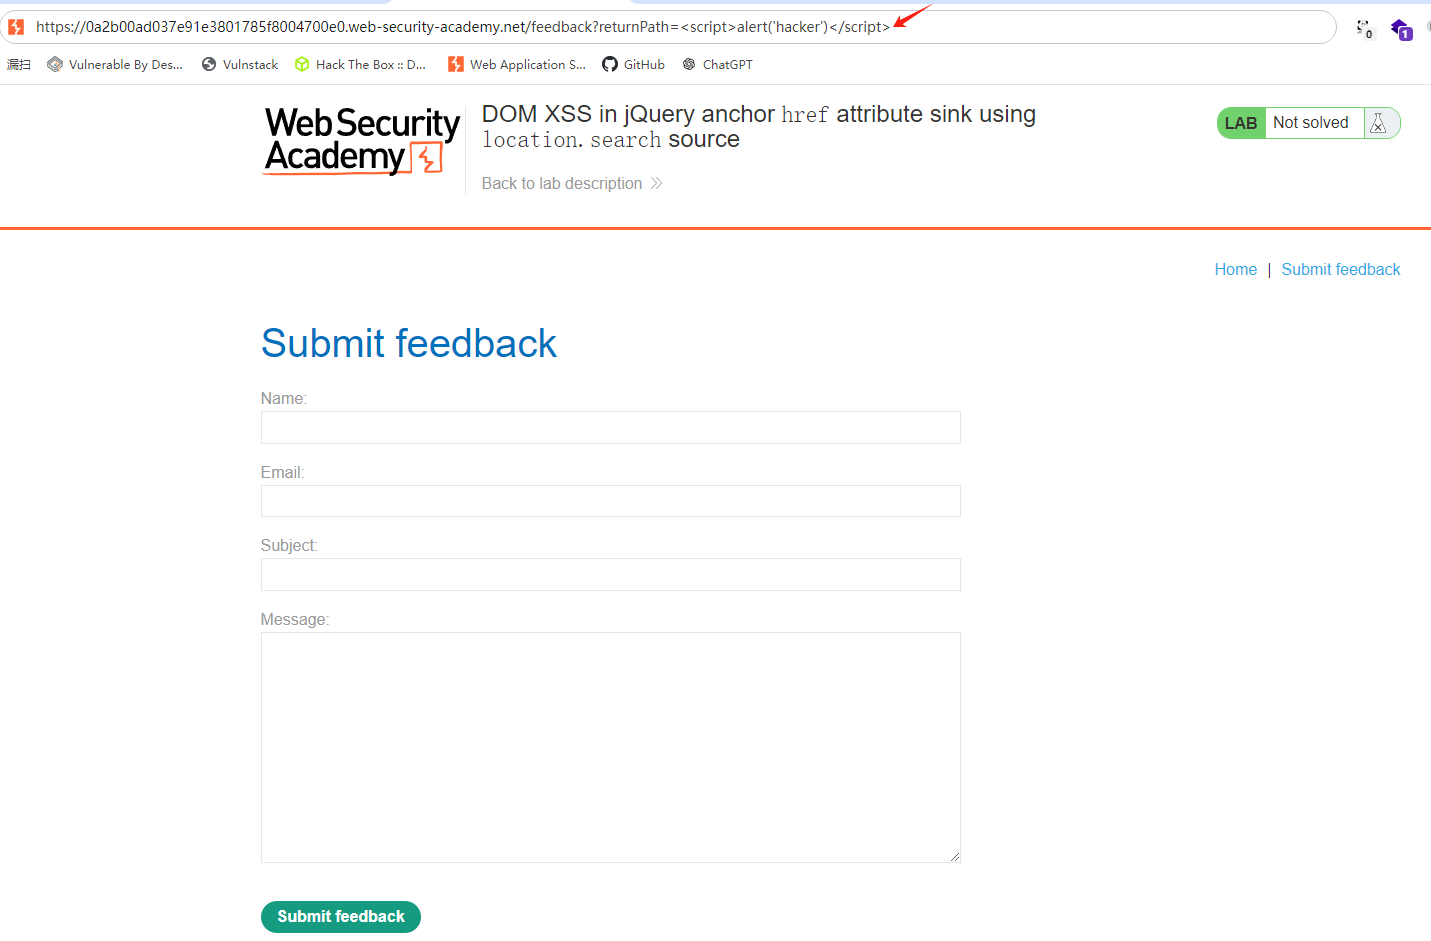 https://0a2b00ad037e91e3801785f8004700e0.web-security-academy.net/feedback?returnPath=<script>alert('hacker')</script>
0
1
漏扫 Vulnerable By Des... Vulnstack Hack The Box :: D... Web Application S... GitHub ChatGPT
Web Security
Academy
DOM XSS in jQuery anchor href attribute sink using
location.search source
Back to lab description
LAB Not solved
Home | Submit feedback
Submit feedback
Name:
Email:
Subject:
Message:
Submit feedback